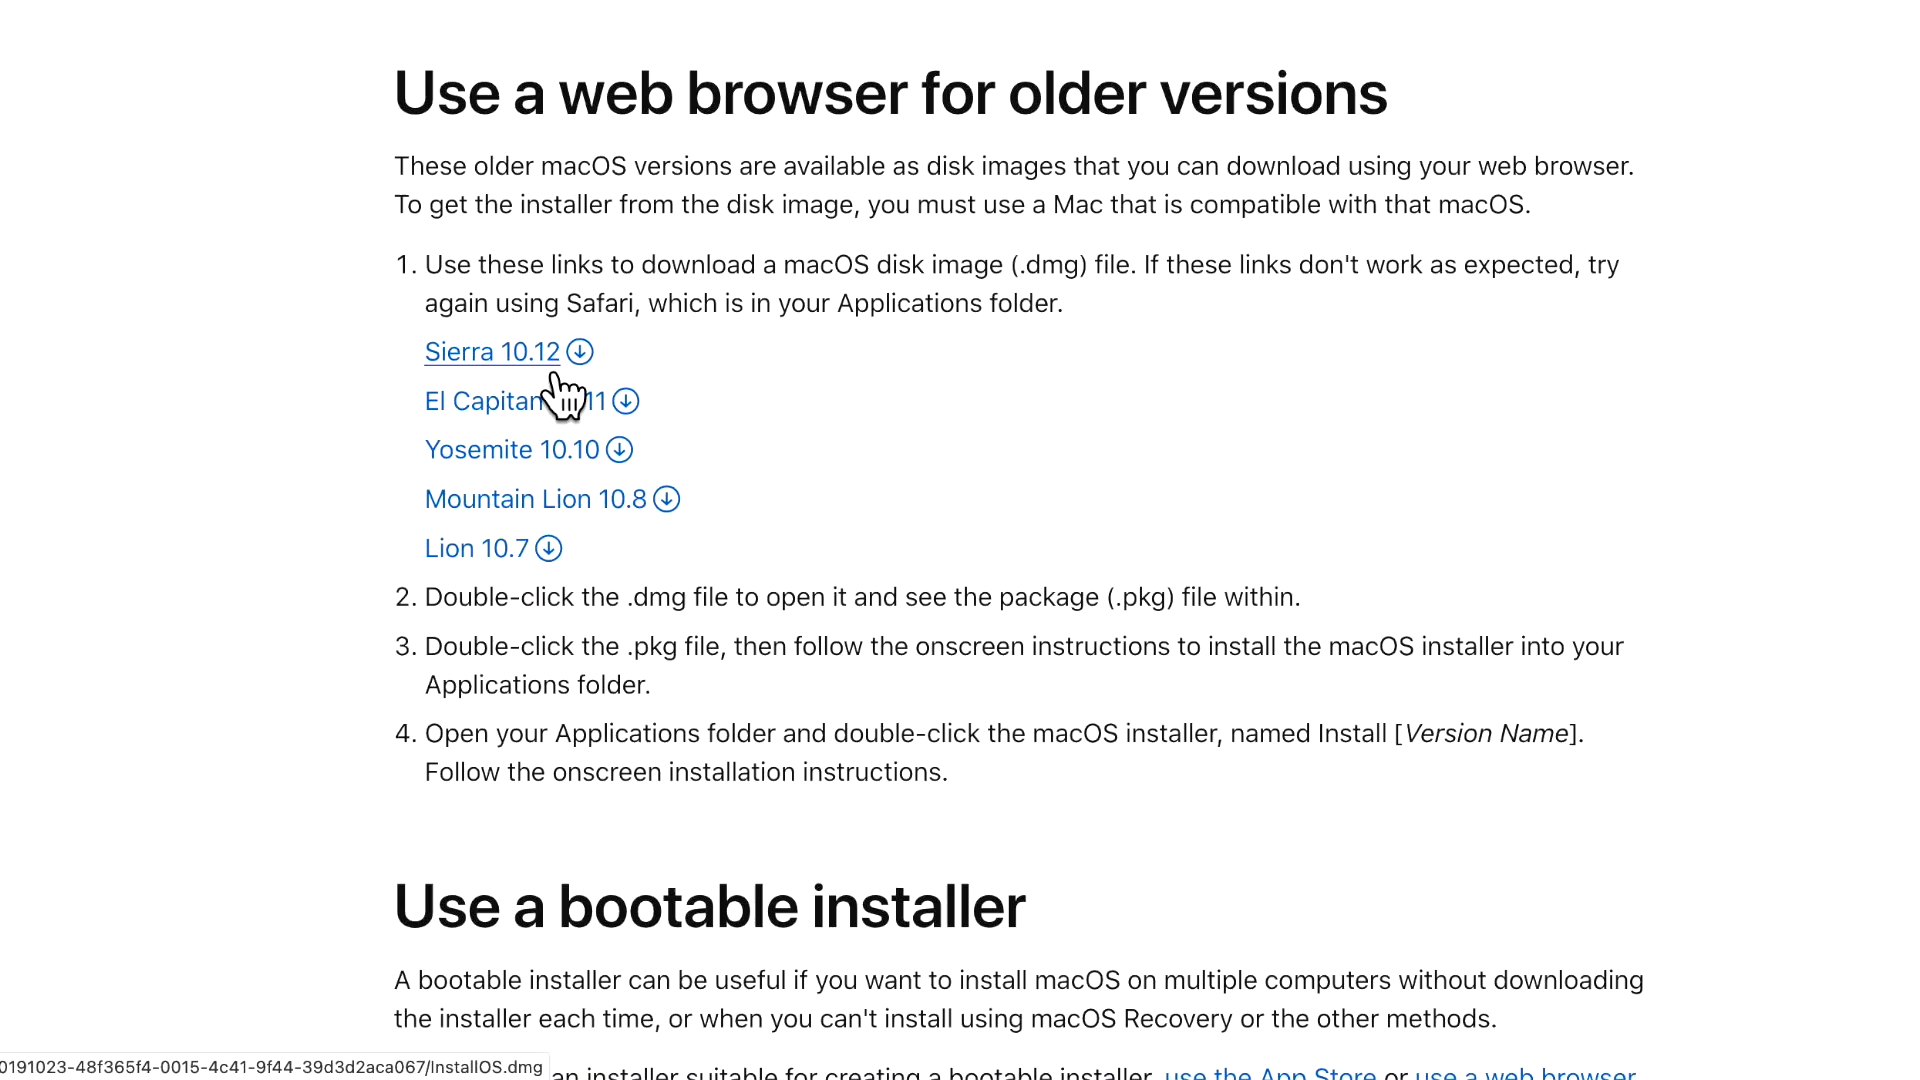 Use a web browser for older versions
These older macOS versions are available as disk images that you can download using your web browser.
To get the installer from the disk image, you must use a Mac that is compatible with that macOS.
1. Use these links to download a macOS disk image (.dmg) file. If these links don't work as expected, try
again using Safari, which is in your Applications folder.
Sierra 10.12
El Capitan 11
Yosemite 10.10
Mountain Lion 10.8
Lion 10.7
2. Double-click the .dmg file to open it and see the package (.pkg) file within.
3. Double-click the .pkg file, then follow the onscreen instructions to install the macOS installer into your
Applications folder.
4. Open your Applications folder and double-click the macOS installer, named Install [Version Name].
Follow the onscreen installation instructions.
Use a bootable installer
A bootable installer can be useful if you want to install macOS on multiple computers without downloading
the installer each time, or when you can't install using macOS Recovery or the other methods.
an installer suitable for creating a bootable installer, use the App Store or use a web browser
0191023-48f365f4-0015-4c41-9f44-39d3d2aca067/InstallOS.dmg